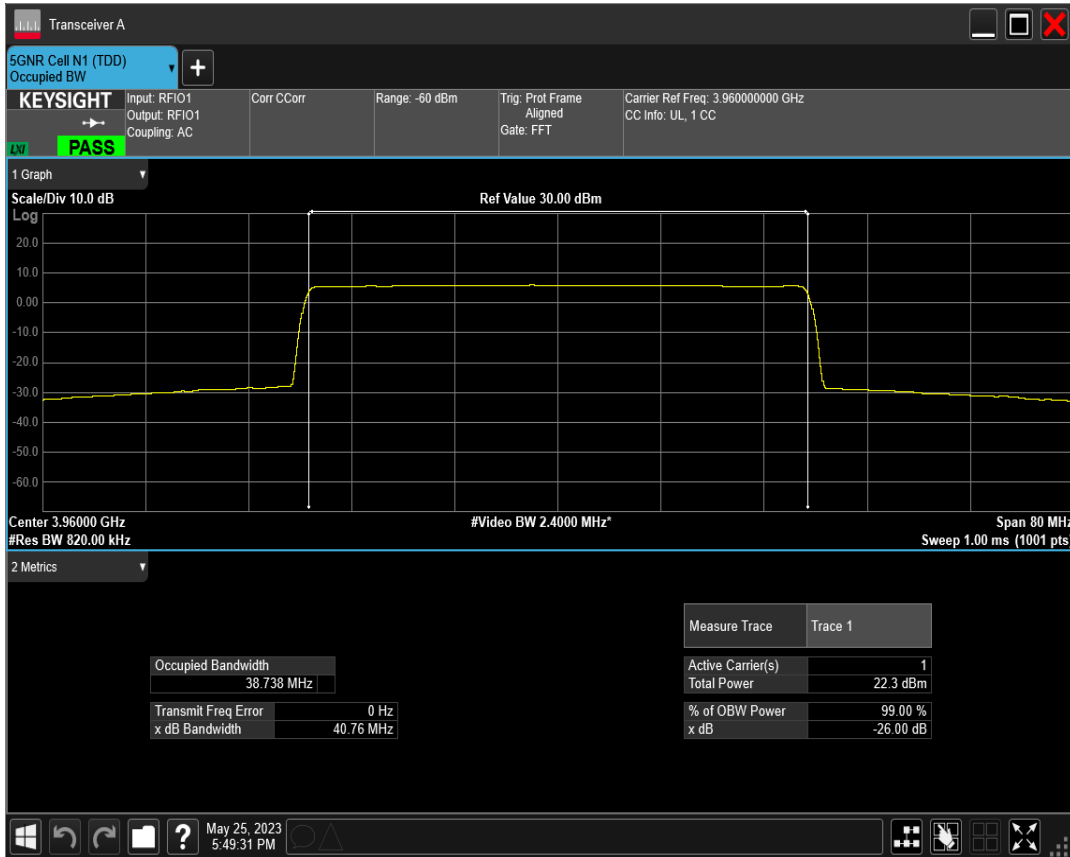 Transceiver A
5GNR Cell N1 (TDD)
Occupied BW
+
KEYSIGHT
LXI
PASS
Input: RFIO1
Output: RFIO1
Coupling: AC
Corr CCorr
Range: -60 dBm
Trig: Prot Frame
Aligned
Gate: FFT
Carrier Ref Freq: 3.960000000 GHz
CC Info: UL, 1 CC
1 Graph
Scale/Div 10.0 dB
Ref Value 30.00 dBm
Log
20.0
10.0
0.00
-10.0
-20.0
-30.0
-40.0
-50.0
-60.0
Center 3.96000 GHz
#Video BW 2.4000 MHz*
Span 80 MHz
#Res BW 820.00 kHz
Sweep 1.00 ms (1001 pts)
2 Metrics
Measure Trace Trace 1
Occupied Bandwidth
38.738 MHz
Active Carrier(s) 1
Total Power 22.3 dBm
Transmit Freq Error 0 Hz
x dB Bandwidth 40.76 MHz
% of OBW Power 99.00 %
x dB -26.00 dB
?
May 25, 2023
5:49:31 PM